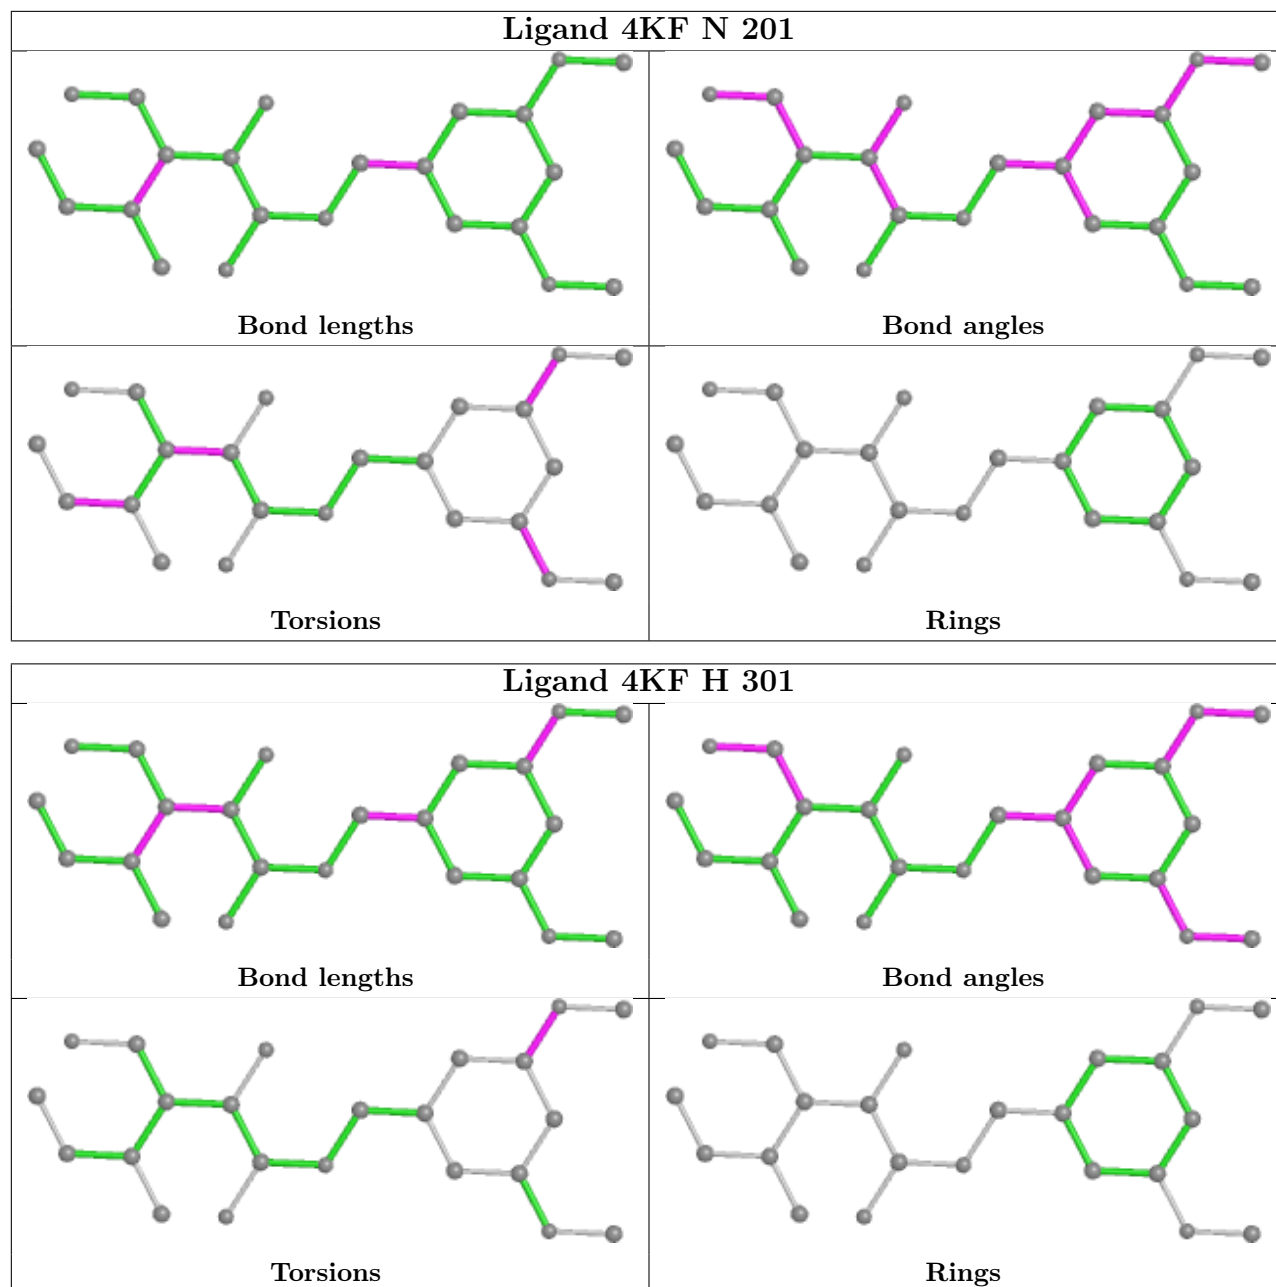 Ligand 4KF N 201
Bond lengths
Bond angles
Torsions
Rings
Ligand 4KF H 301
Bond lengths
Bond angles
Torsions
Rings